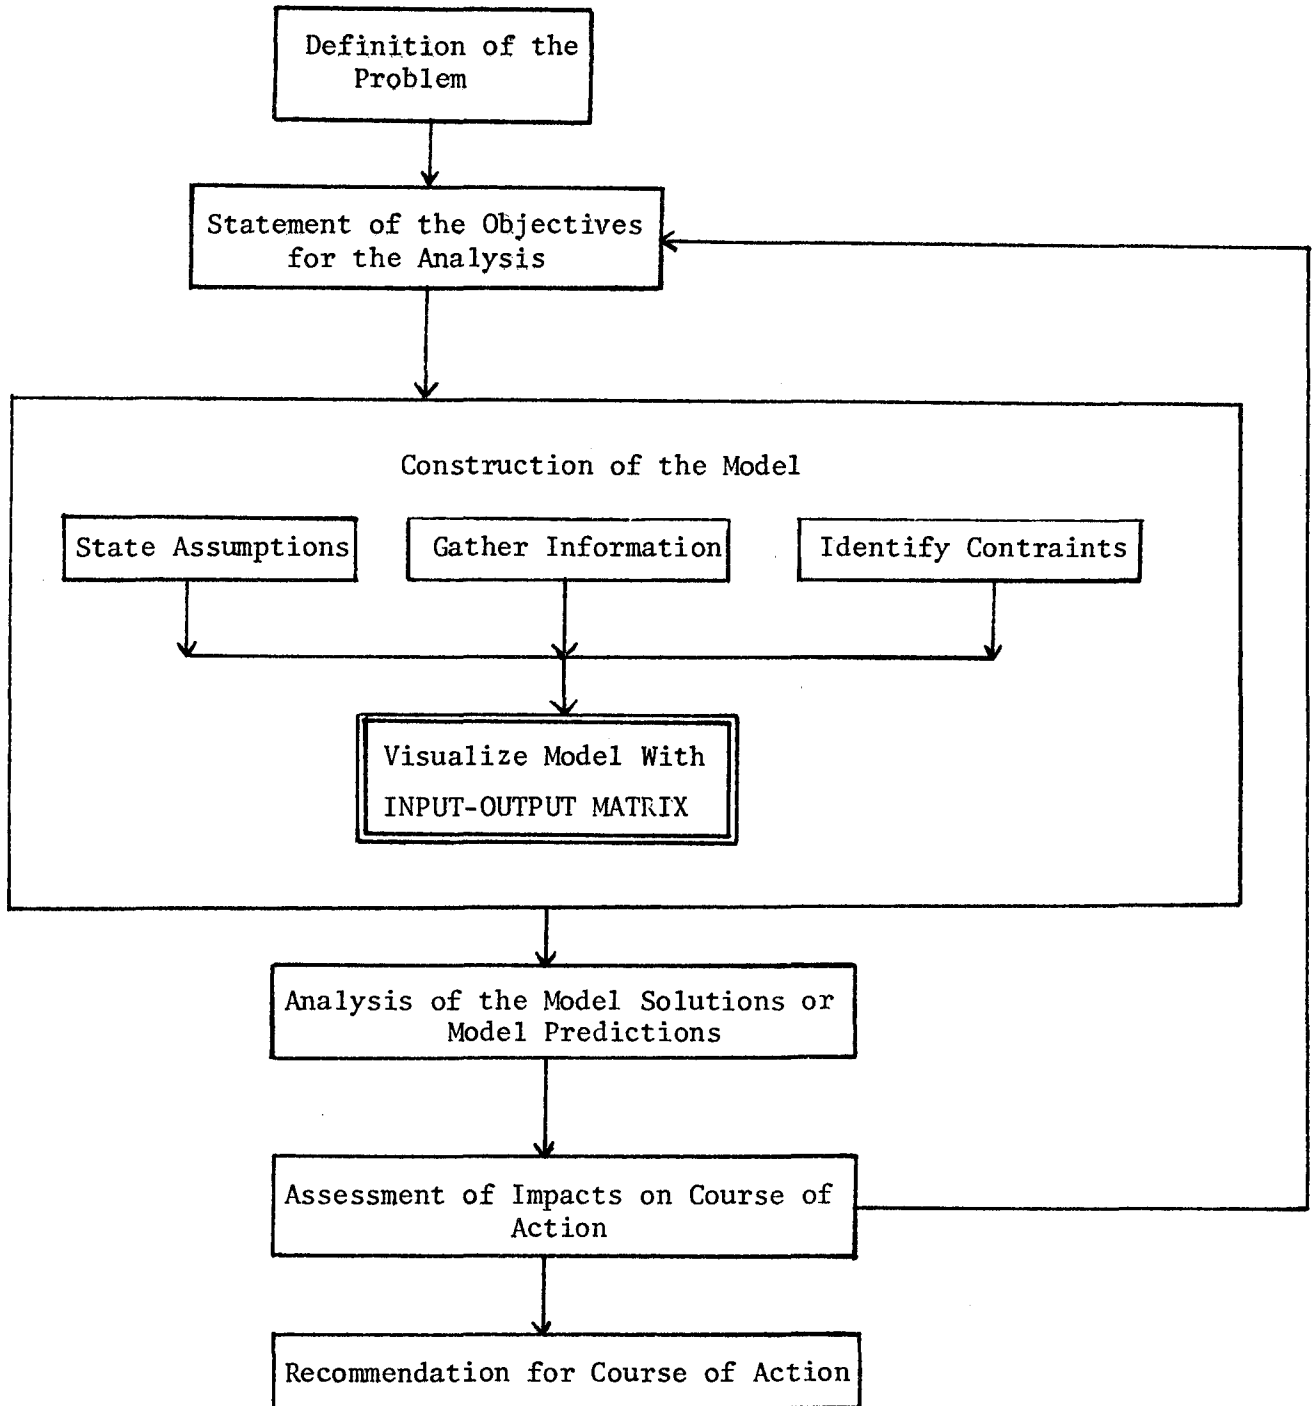 Definition of the
Problem
Statement of the Objectives
for the Analysis
Construction of the Model
State Assumptions
Gather Information
Identify Contraints
Visualize Model With
INPUT-OUTPUT MATRIX
Analysis of the Model Solutions or
Model Predictions
Assessment of Impacts on Course of
Action
Recommendation for Course of Action